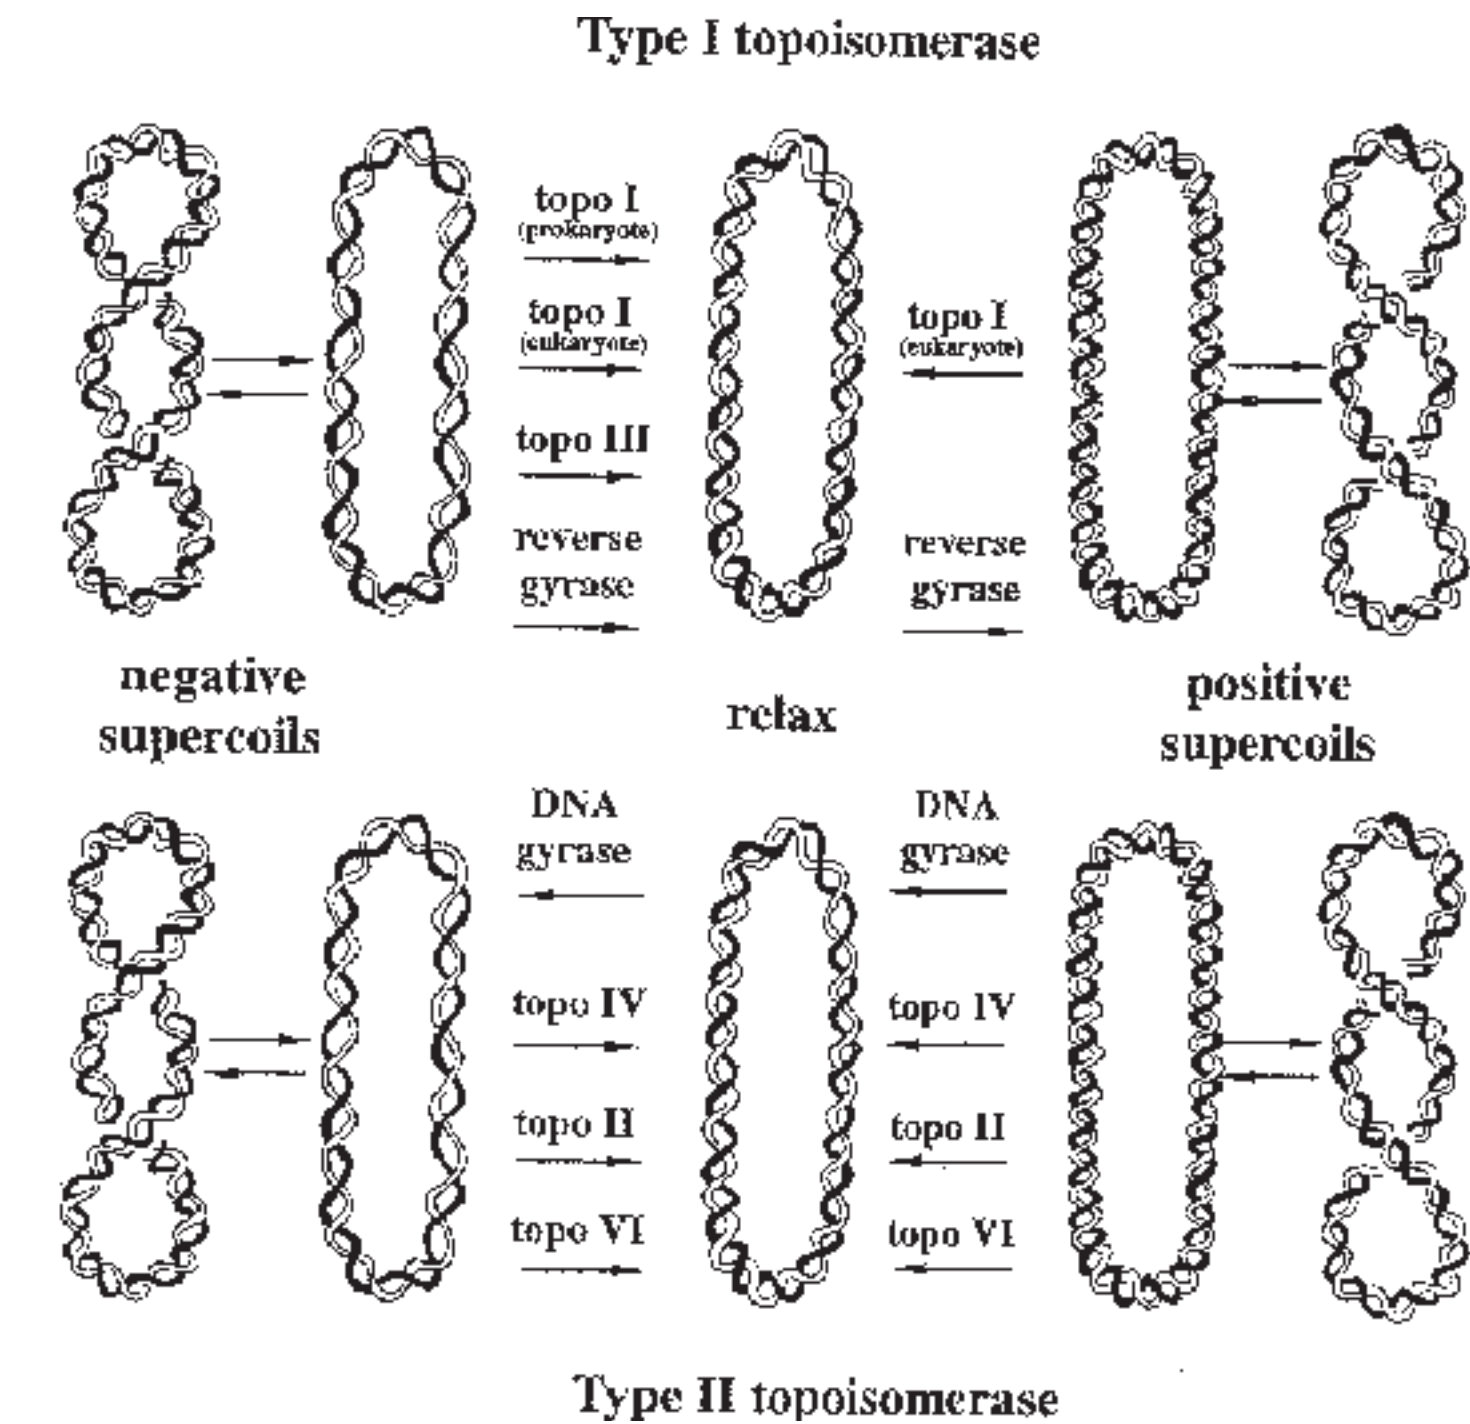 Type I topoisomerase
topo I
(prokaryote)
topo I
(eukaryote)
topo III
reverse
gyrase
topo I
(eukaryote)
reverse
gyrase
negative
supercoils
relax
positive
supercoils
DNA
gyrase
topo IV
topo II
topo VI
DNA
gyrase
topo IV
topo II
topo VI
Type II topoisomerase